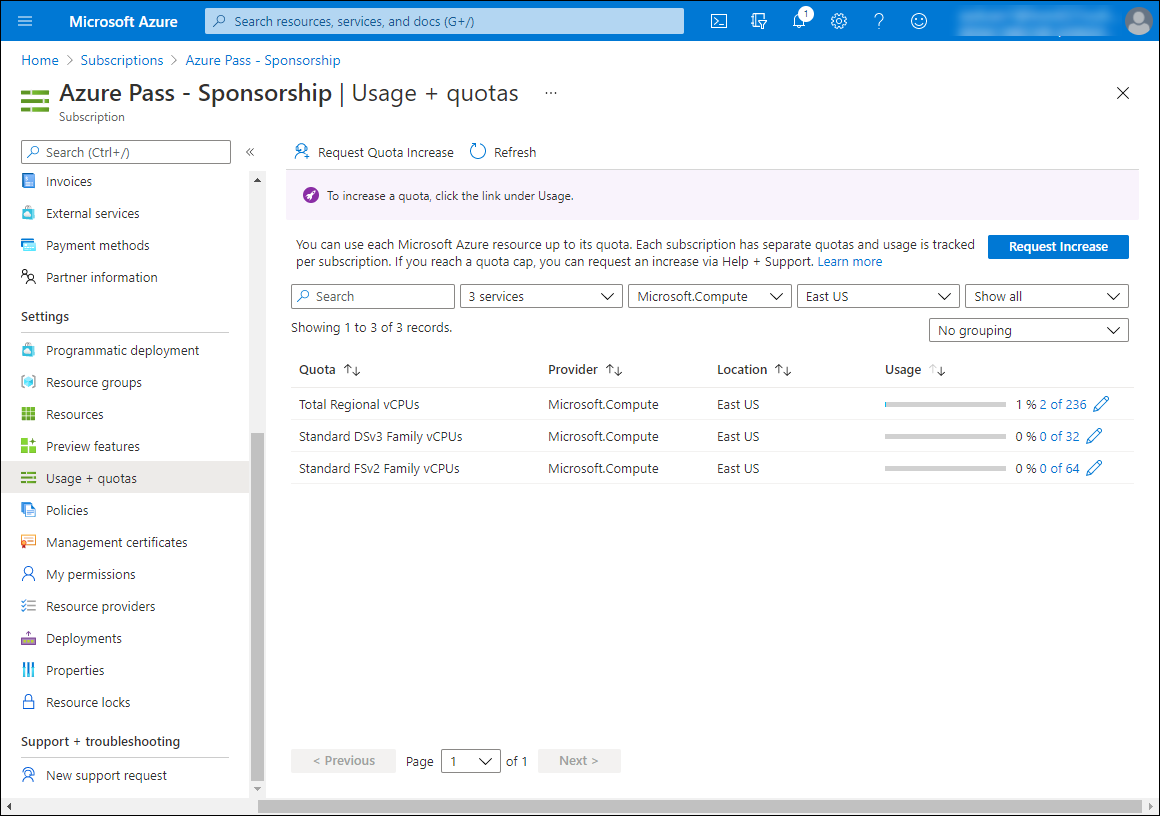 Microsoft Azure
Search resources, services, and docs (G+/)
1
Home > Subscriptions > Azure Pass - Sponsorship
Azure Pass - Sponsorship | Usage + quotas ...
Subscription
Search (Ctrl+/)
«
Invoices
External services
Payment methods
Partner information
Settings
Programmatic deployment
Resource groups
Resources
Preview features
Usage + quotas
Policies
Management certificates
My permissions
Resource providers
Deployments
Properties
Resource locks
Support + troubleshooting
New support request
Request Quota Increase Refresh
To increase a quota, click the link under Usage.
You can use each Microsoft Azure resource up to its quota. Each subscription has separate quotas and usage is tracked
per subscription. If you reach a quota cap, you can request an increase via Help + Support. Learn more
Request Increase
Search 3 services Microsoft.Compute East US Show all
Showing 1 to 3 of 3 records.
No grouping
Quota Provider Location Usage
Total Regional vCPUs Microsoft.Compute East US 1 % 2 of 236
Standard DSv3 Family vCPUs Microsoft.Compute East US 0 % 0 of 32
Standard FSv2 Family vCPUs Microsoft.Compute East US 0 % 0 of 64
< Previous Page 1 of 1 Next >